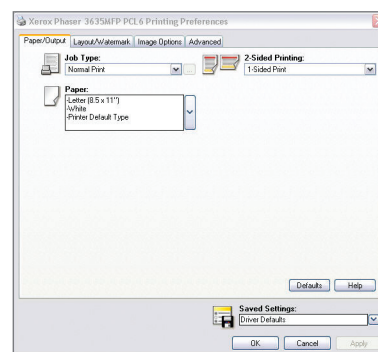 Xerox Phaser 3635MFP PCL6 Printing Preferences
Paper/Output Layout/Watermark Image Options Advanced
Job Type: 2-Sided Printing:
Normal Print 1-Sided Print
Paper:
-Letter (8.5 x 11")
-White
-Printer Default Type
Defaults Help
Saved Settings:
Driver Defaults
OK Cancel Apply